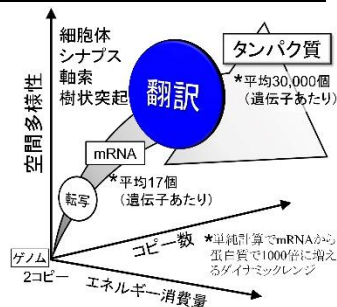 細胞体
シナプス
軸索
樹状突起
空間多様性
翻訳
タンパク質
*平均30,000個
(遺伝子あたり)
mRNA
*平均17個
(遺伝子あたり)
転写
ゲノム
2コピー
コピー数
エネルギー消費量
*単純計算でmRNAから
蛋白質で1000倍に増え
るダイナミックレンジ